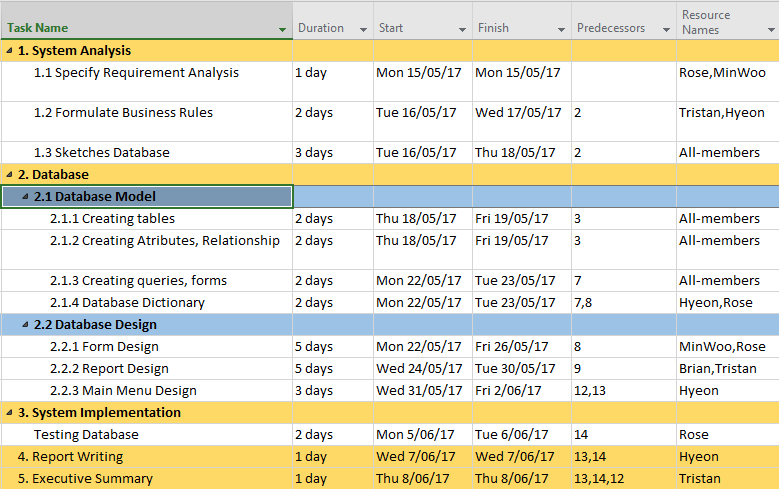 Task Name Duration Start Finish Predecessors Resource Names
1. System Analysis
1.1 Specify Requirement Analysis 1 day Mon 15/05/17 Mon 15/05/17 Rose,MinWoo
1.2 Formulate Business Rules 2 days Tue 16/05/17 Wed 17/05/17 2 Tristan,Hyeon
1.3 Sketches Database 3 days Tue 16/05/17 Thu 18/05/17 2 All-members
2. Database
2.1 Database Model
2.1.1 Creating tables 2 days Thu 18/05/17 Fri 19/05/17 3 All-members
2.1.2 Creating Atributes, Relationship 2 days Thu 18/05/17 Fri 19/05/17 3 All-members
2.1.3 Creating queries, forms 2 days Mon 22/05/17 Tue 23/05/17 7 All-members
2.1.4 Database Dictionary 2 days Mon 22/05/17 Tue 23/05/17 7,8 Hyeon,Rose
2.2 Database Design
2.2.1 Form Design 5 days Mon 22/05/17 Fri 26/05/17 8 MinWoo,Rose
2.2.2 Report Design 5 days Wed 24/05/17 Tue 30/05/17 9 Brian,Tristan
2.2.3 Main Menu Design 3 days Wed 31/05/17 Fri 2/06/17 12,13 Hyeon
3. System Implementation
Testing Database 2 days Mon 5/06/17 Tue 6/06/17 14 Rose
4. Report Writing 1 day Wed 7/06/17 Wed 7/06/17 13,14 Hyeon
5. Executive Summary 1 day Thu 8/06/17 Thu 8/06/17 13,14,12 Tristan